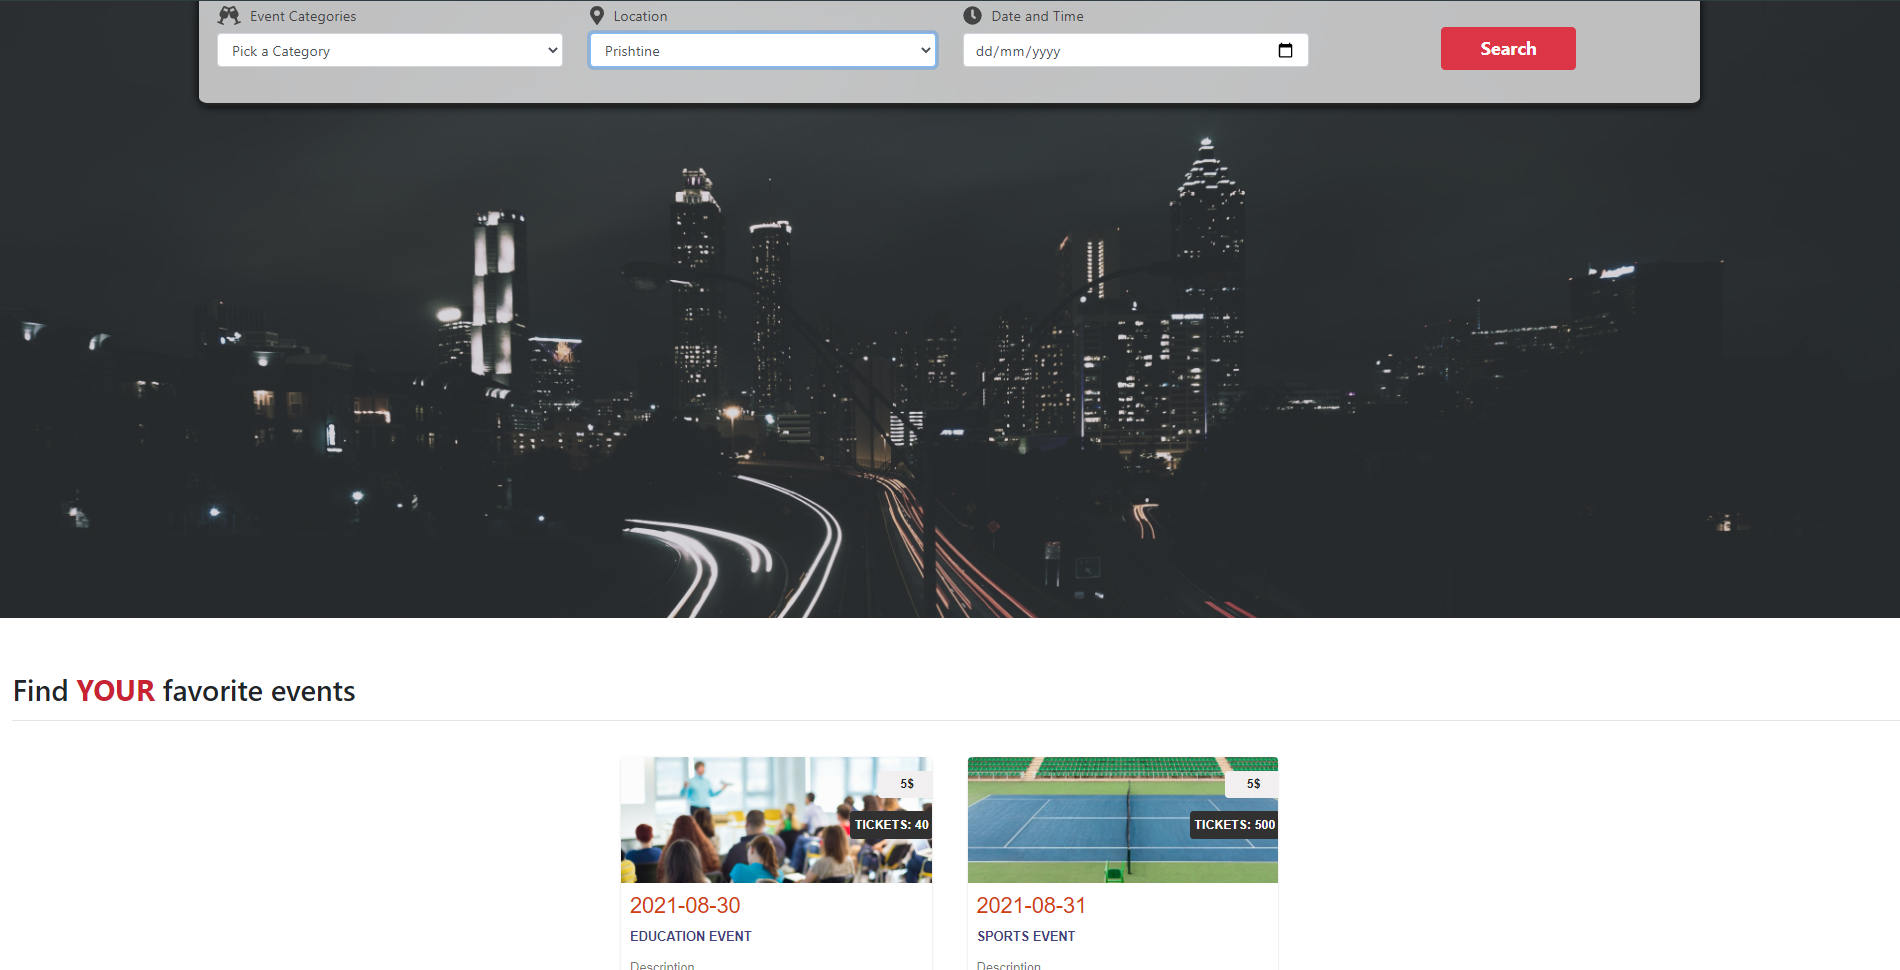 Event Categories
Location
Date and Time
Pick a Category
Prishtine
dd/mm/yyyy
Search
Find YOUR favorite events
5$
TICKETS: 40
2021-08-30
EDUCATION EVENT
Description
5$
TICKETS: 500
2021-08-31
SPORTS EVENT
Description